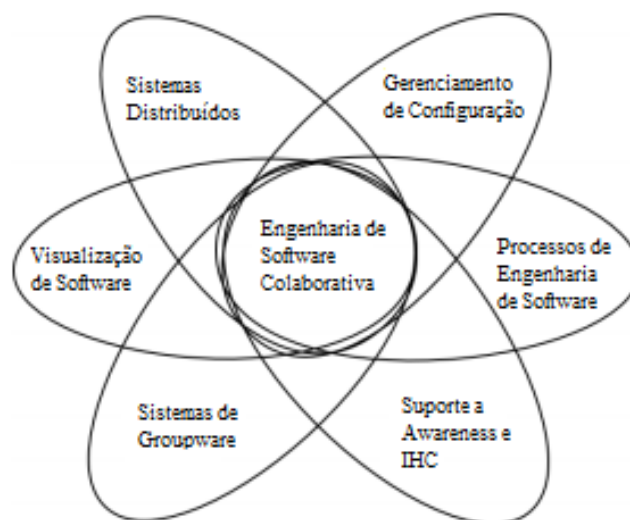 Sistemas
Distribuídos
Gerenciamento
de Configuração
Visualização
de Software
Engenharia de
Software
Colaborativa
Processos de
Engenharia
de Software
Sistemas de
Groupware
Suporte a
Awareness e
IHC